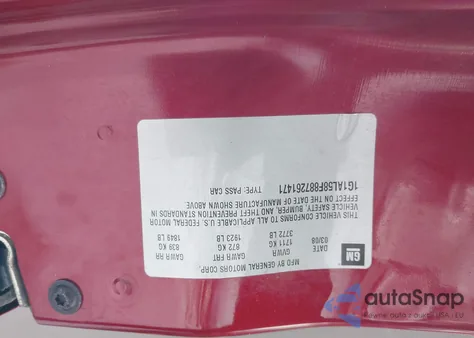 MFD BY GENERAL MOTORS CORP.
DATE GVWR GAWR FRT GAWR RR
03/08 1711 KG 872 KG 839 KG
3772 LB 1923 LB 1849 LB
THIS VEHICLE CONFORMS TO ALL APPLICABLE U.S. FEDERAL MOTOR
VEHICLE SAFETY, BUMPER, AND THEFT PREVENTION STANDARDS IN
EFFECT ON THE DATE OF MANUFACTURE SHOWN ABOVE.
1G1AL58F887261471 TYPE: PASS CAR
GM
autoSnap